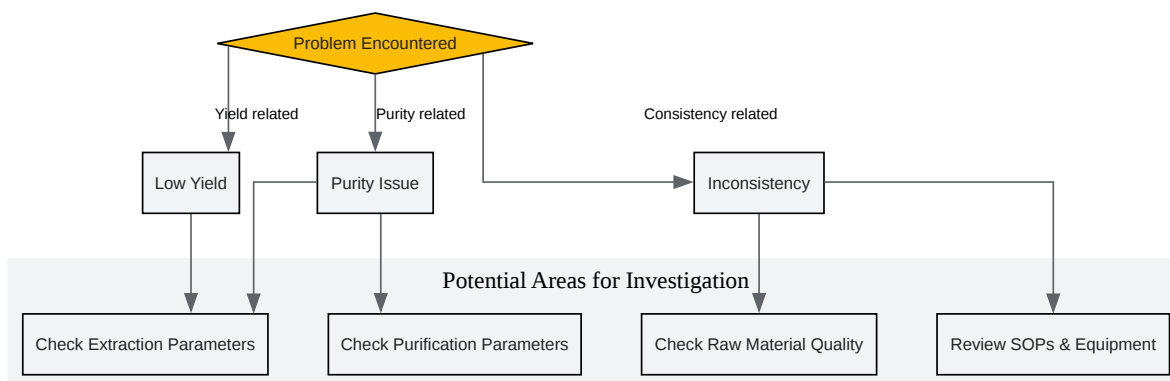 Problem Encountered
Yield related
Purity related
Consistency related
Low Yield
Purity Issue
Inconsistency
Potential Areas for Investigation
Check Extraction Parameters
Check Purification Parameters
Check Raw Material Quality
Review SOPs & Equipment